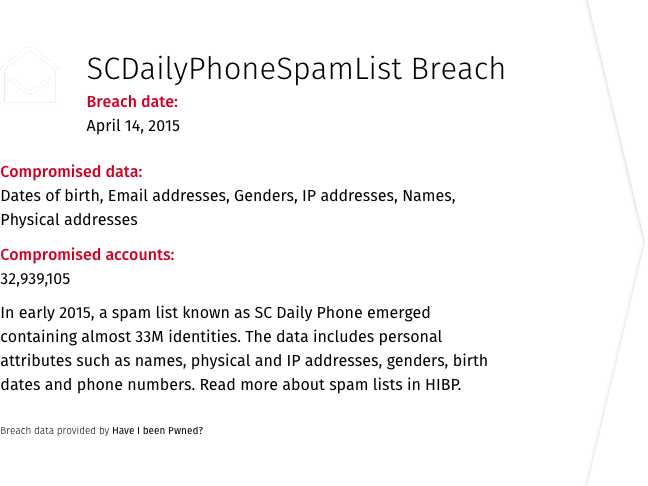 SCDailyPhoneSpamList Breach
Breach date:
April 14, 2015
Compromised data:
Dates of birth, Email addresses, Genders, IP addresses, Names,
Physical addresses
Compromised accounts:
32,939,105
In early 2015, a spam list known as SC Daily Phone emerged
containing almost 33M identities. The data includes personal
attributes such as names, physical and IP addresses, genders, birth
dates and phone numbers. Read more about spam lists in HIBP.
Breach data provided by Have I been Pwned?